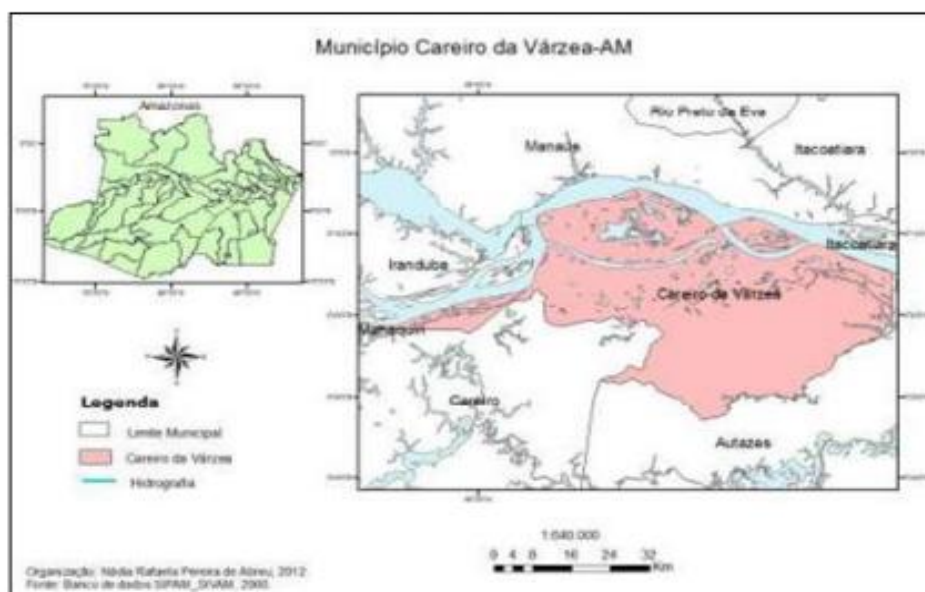 Município Careiro da Várzea-AM
Amazonas
Rio Preto da Eva
Manaus
Itacoatiara
Itacoatiara
Iranduba
Careiro da Várzea
Manaquiri
Careiro
Autazes
Legenda
Limite Municipal
Careiro da Várzea
Hidrografia
1:640.000
0 4 8 16 24 32
Km
Organização: Nádia Rafaela Pereira de Abreu, 2012
Fonte: Banco de dados SIPAM_SIVAM, 2000.